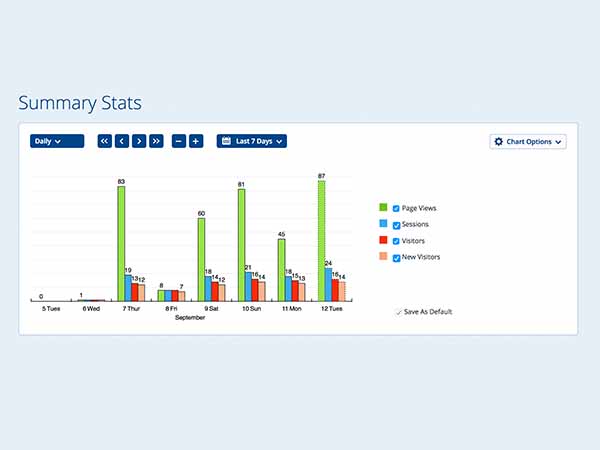 Summary Stats
Daily
Last 7 Days
Chart Options
87
83
81
60
45
24
21
19
18
14
12
16
14
18
15
13
16
14
13
12
8
7
1
0
Page Views
Sessions
Visitors
New Visitors
5 Tues 6 Wed 7 Thur 8 Fri 9 Sat 10 Sun 11 Mon 12 Tues
September
Save As Default